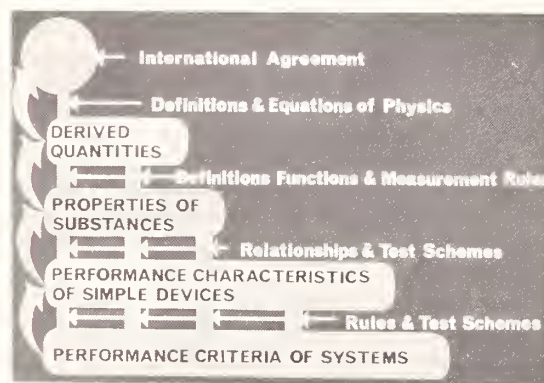 International Agreement
Definitions & Equations of Physics
DERIVED
QUANTITIES
Definitions Functions & Measurement Rules
PROPERTIES OF
SUBSTANCES
Relationships & Test Schemes
PERFORMANCE CHARACTERISTICS
OF SIMPLE DEVICES
Rules & Test Schemes
PERFORMANCE CRITERIA OF SYSTEMS